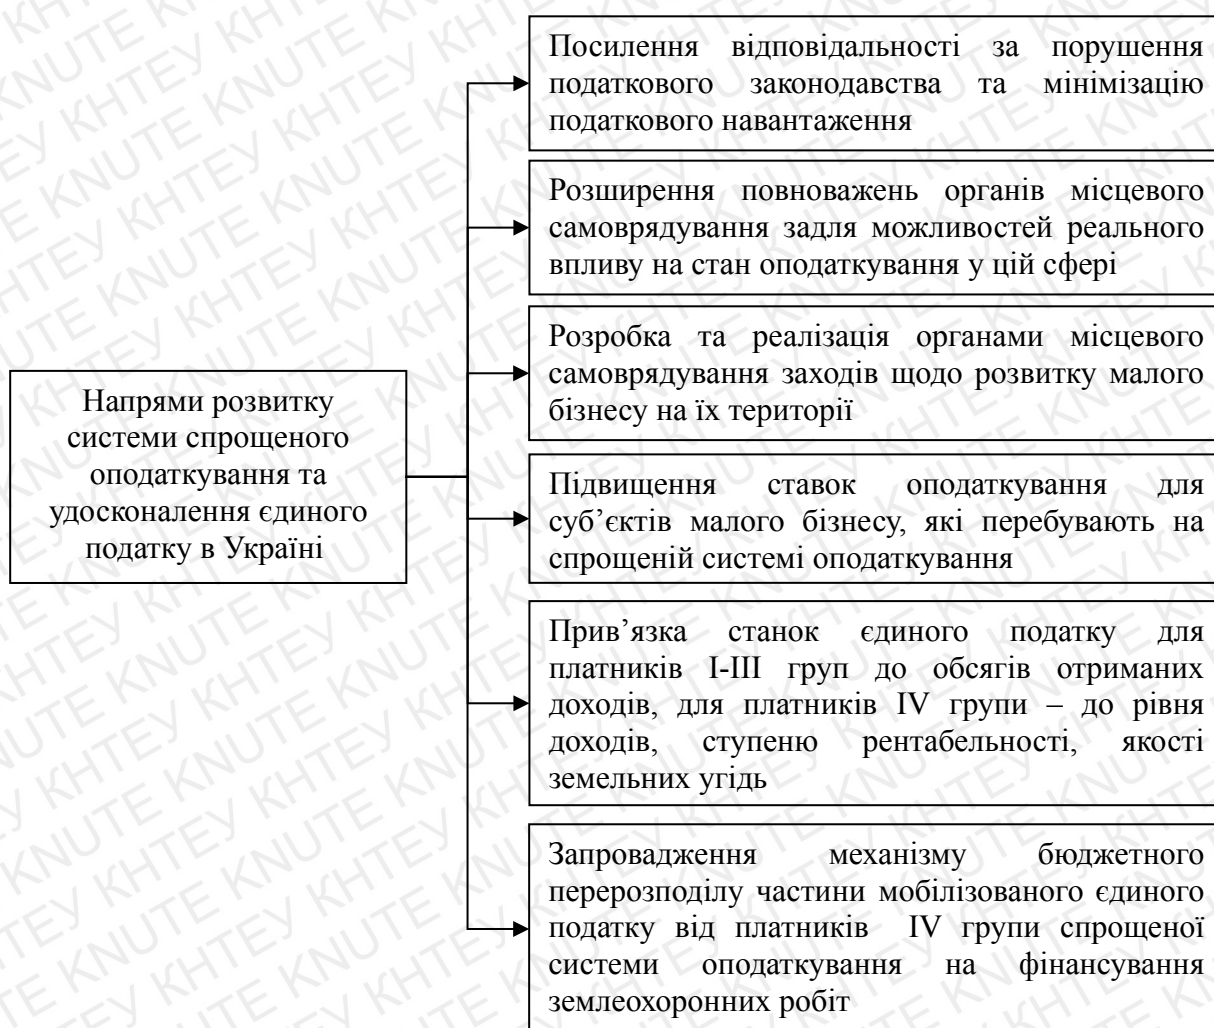 Посилення відповідальності за порушення
податкового законодавства та мінімізацію
податкового навантаження
Розширення повноважень органів місцевого
самоврядування задля можливостей реального
впливу на стан оподаткування у цій сфері
Розробка та реалізація органами місцевого
самоврядування заходів щодо розвитку малого
бізнесу на їх території
Напрями розвитку
системи спрощеного
оподаткування та
удосконалення єдиного
податку в Україні
Підвищення ставок оподаткування для
суб’єктів малого бізнесу, які перебувають на
спрощеній системі оподаткування
Прив’язка станок єдиного податку для
платників І-ІІІ груп до обсягів отриманих
доходів, для платників IV групи – до рівня
доходів, ступеню рентабельності, якості
земельних угідь
Запровадження механізму бюджетного
перерозподілу частини мобілізованого єдиного
податку від платників IV групи спрощеної
системи оподаткування на фінансування
землеохоронних робіт